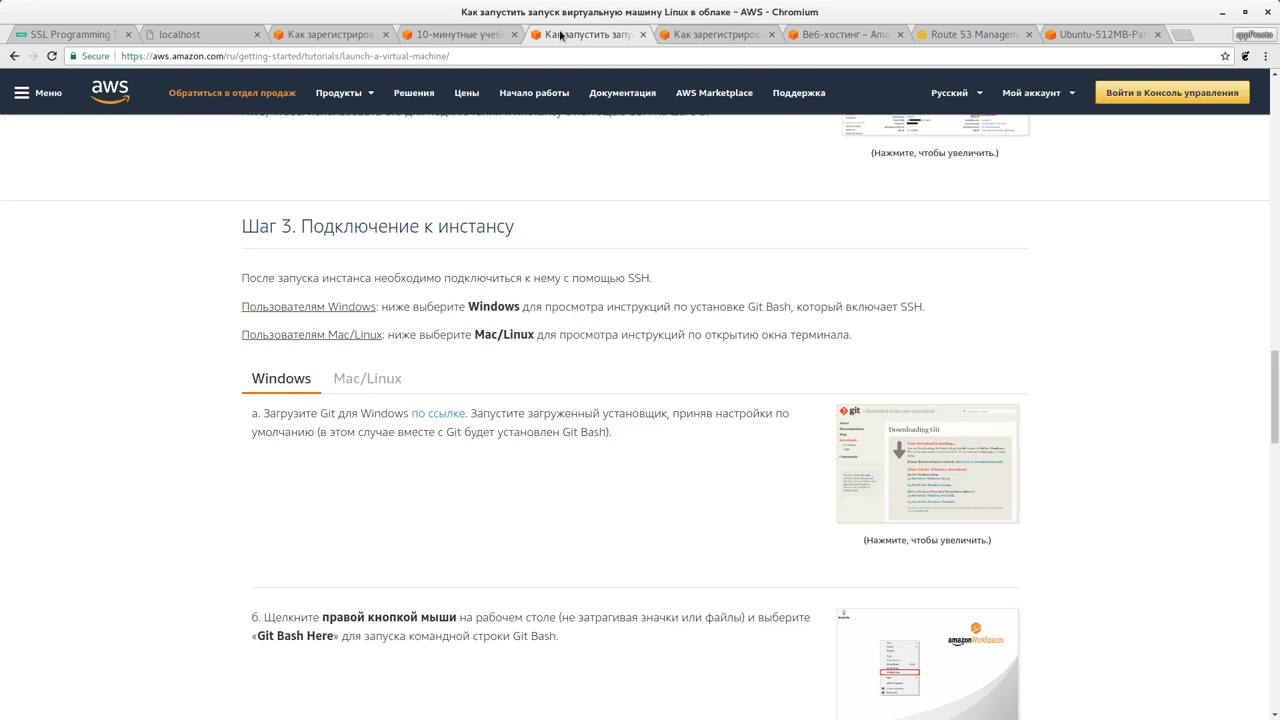 Как запустить запуск виртуальную машину Linux в облаке – AWS - Chromium
SSL Programming T
localhost
Как зарегистриров
10-минутные учебн
Как запустить запу
Как зарегистриров
Веб-хостинг – Ama
Route 53 Managem
Ubuntu-512MB-Par
appProsto
Secure
https://aws.amazon.com/ru/getting-started/tutorials/launch-a-virtual-machine/
Меню
aws
Обратиться в отдел продаж
Продукты
Решения
Цены
Начало работы
Документация
AWS Marketplace
Поддержка
Русский
Мой аккаунт
Войти в Консоль управления
(Нажмите, чтобы увеличить.)
Шаг 3. Подключение к инстансу
После запуска инстанса необходимо подключиться к нему с помощью SSH.
Пользователям Windows: ниже выберите Windows для просмотра инструкций по установке Git Bash, который включает SSH.
Пользователям Mac/Linux: ниже выберите Mac/Linux для просмотра инструкций по открытию окна терминала.
Windows
Mac/Linux
а. Загрузите Git для Windows по ссылке. Запустите загруженный установщик, приняв настройки по
умолчанию (в этом случае вместе с Git будет установлен Git Bash).
git
Downloading Git
(Нажмите, чтобы увеличить.)
б. Щелкните правой кнопкой мыши на рабочем столе (не затрагивая значки или файлы) и выберите
«Git Bash Here» для запуска командной строки Git Bash.
amazon WorkSpaces